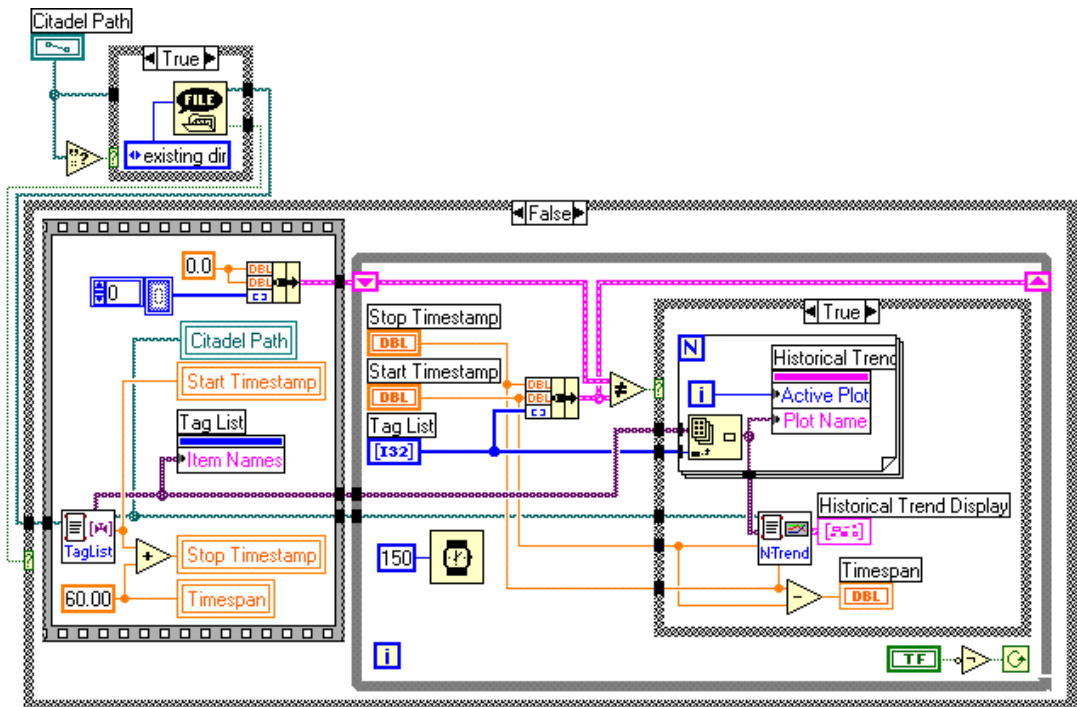 Citadel Path
True
FILE
existing dir
False
0.0
DBL
DBL
0
Citadel Path
Start Timestamp
Tag List
Item Names
TagList
Stop Timestamp
60.00
Timespan
Stop Timestamp
DBL
Start Timestamp
DBL
Tag List
[I32]
DBL
DBL
150
i
True
N
i
Historical Trend
Active Plot
Plot Name
Historical Trend Display
N-Trend
Timespan
DBL
TF